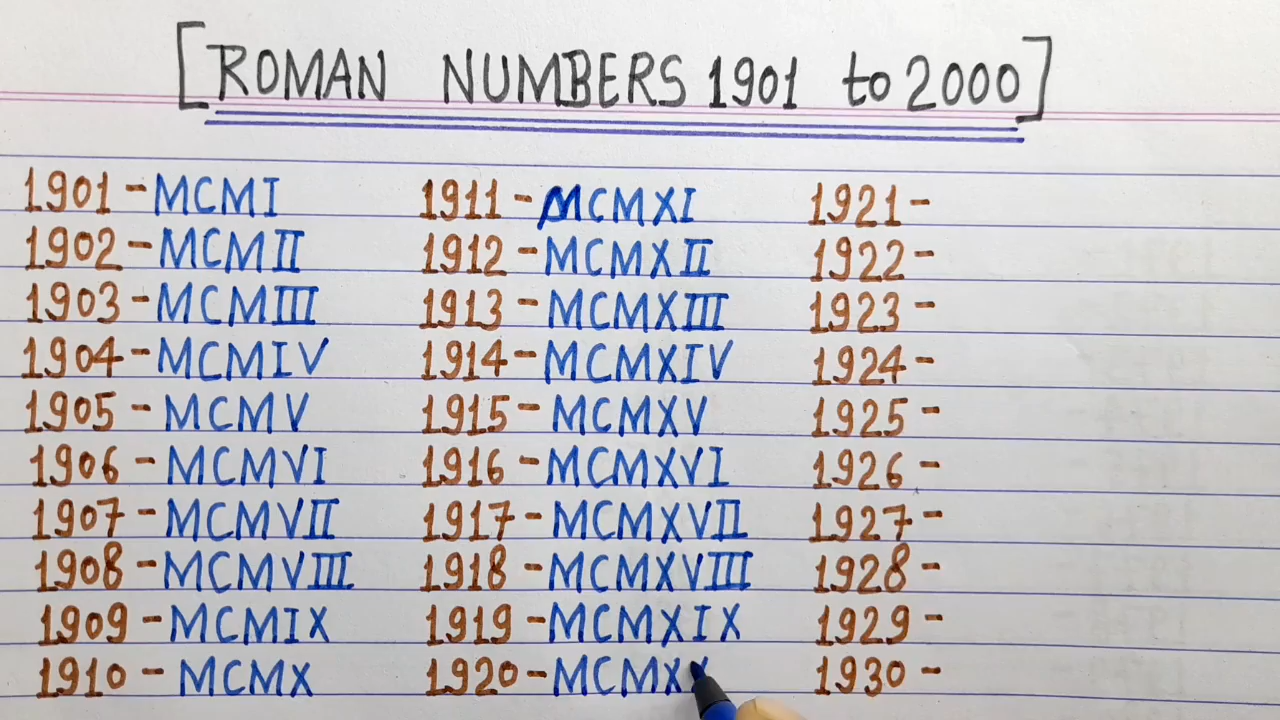 [ROMAN NUMBERS 1901 to 2000]
1901 - MCMI
1902 - MCMII
1903 - MCMIII
1904 - MCMIV
1905 - MCMV
1906 - MCMVI
1907 - MCMVII
1908 - MCMVIII
1909 - MCMIX
1910 - MCMX
1911 - MCMXI
1912 - MCMXII
1913 - MCMXIII
1914 - MCMXIV
1915 - MCMXV
1916 - MCMXVI
1917 - MCMXVII
1918 - MCMXVIII
1919 - MCMXIX
1920 - MCMXX
1921 -
1922 -
1923 -
1924 -
1925 -
1926 -
1927 -
1928 -
1929 -
1930 -